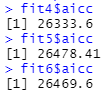 > fit4$aicc
[1] 26333.6
> fit5$aicc
[1] 26478.41
> fit6$aicc
[1] 26469.6